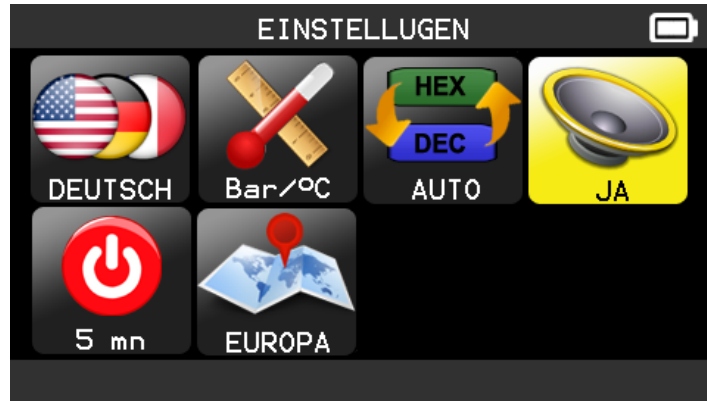 EINSTELLUGEN
HEX
DEC
DEUTSCH
Bar/ºC
AUTO
JA
5 mn
EUROPA